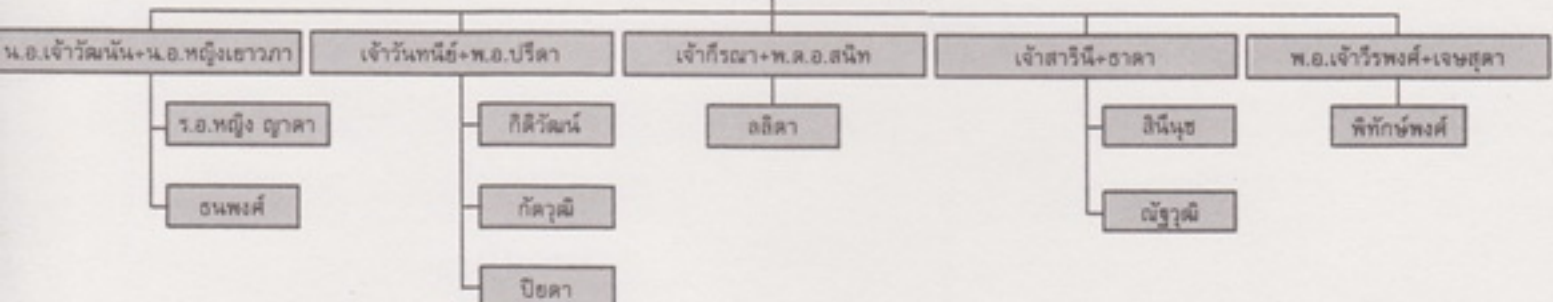 น.อ.เจ้าวัฒนัน+น.อ.หญิงเยาวภา
เจ้าวันทนีย์+พ.อ.ปรีดา
เจ้ากีรณา+พ.ต.อ.สนิท
เจ้าสารินี+ธาดา
พ.อ.เจ้าวีรพงศ์+เจษสุดา
ร.อ.หญิง ญาดา
ธนพงศ์
กิติวัฒน์
กัตวุฒิ
ปิยดา
ลลิตา
สินีนุช
ณัฐวุฒิ
พิทักษ์พงศ์